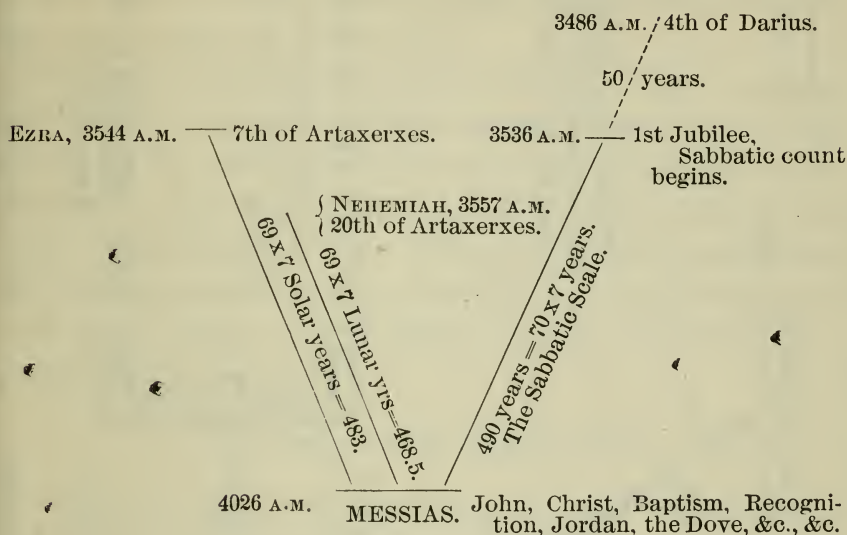 3486 A.M. 4th of Darius.
50 years.
EZRA, 3544 A.M. — 7th of Artaxerxes.
3536 A.M. — 1st Jubilee,
Sabbatic count
begins.
{ NEHEMIAH, 3557 A.M.
{ 20th of Artaxerxes.
69 x 7 Solar years = 483.
69 x 7 Lunar yrs = 468.5.
490 years = 70 x 7 years.
The Sabbatic Scale.
4026 A.M.
MESSIAS.
John, Christ, Baptism, Recogni-
tion, Jordan, the Dove, &c., &c.